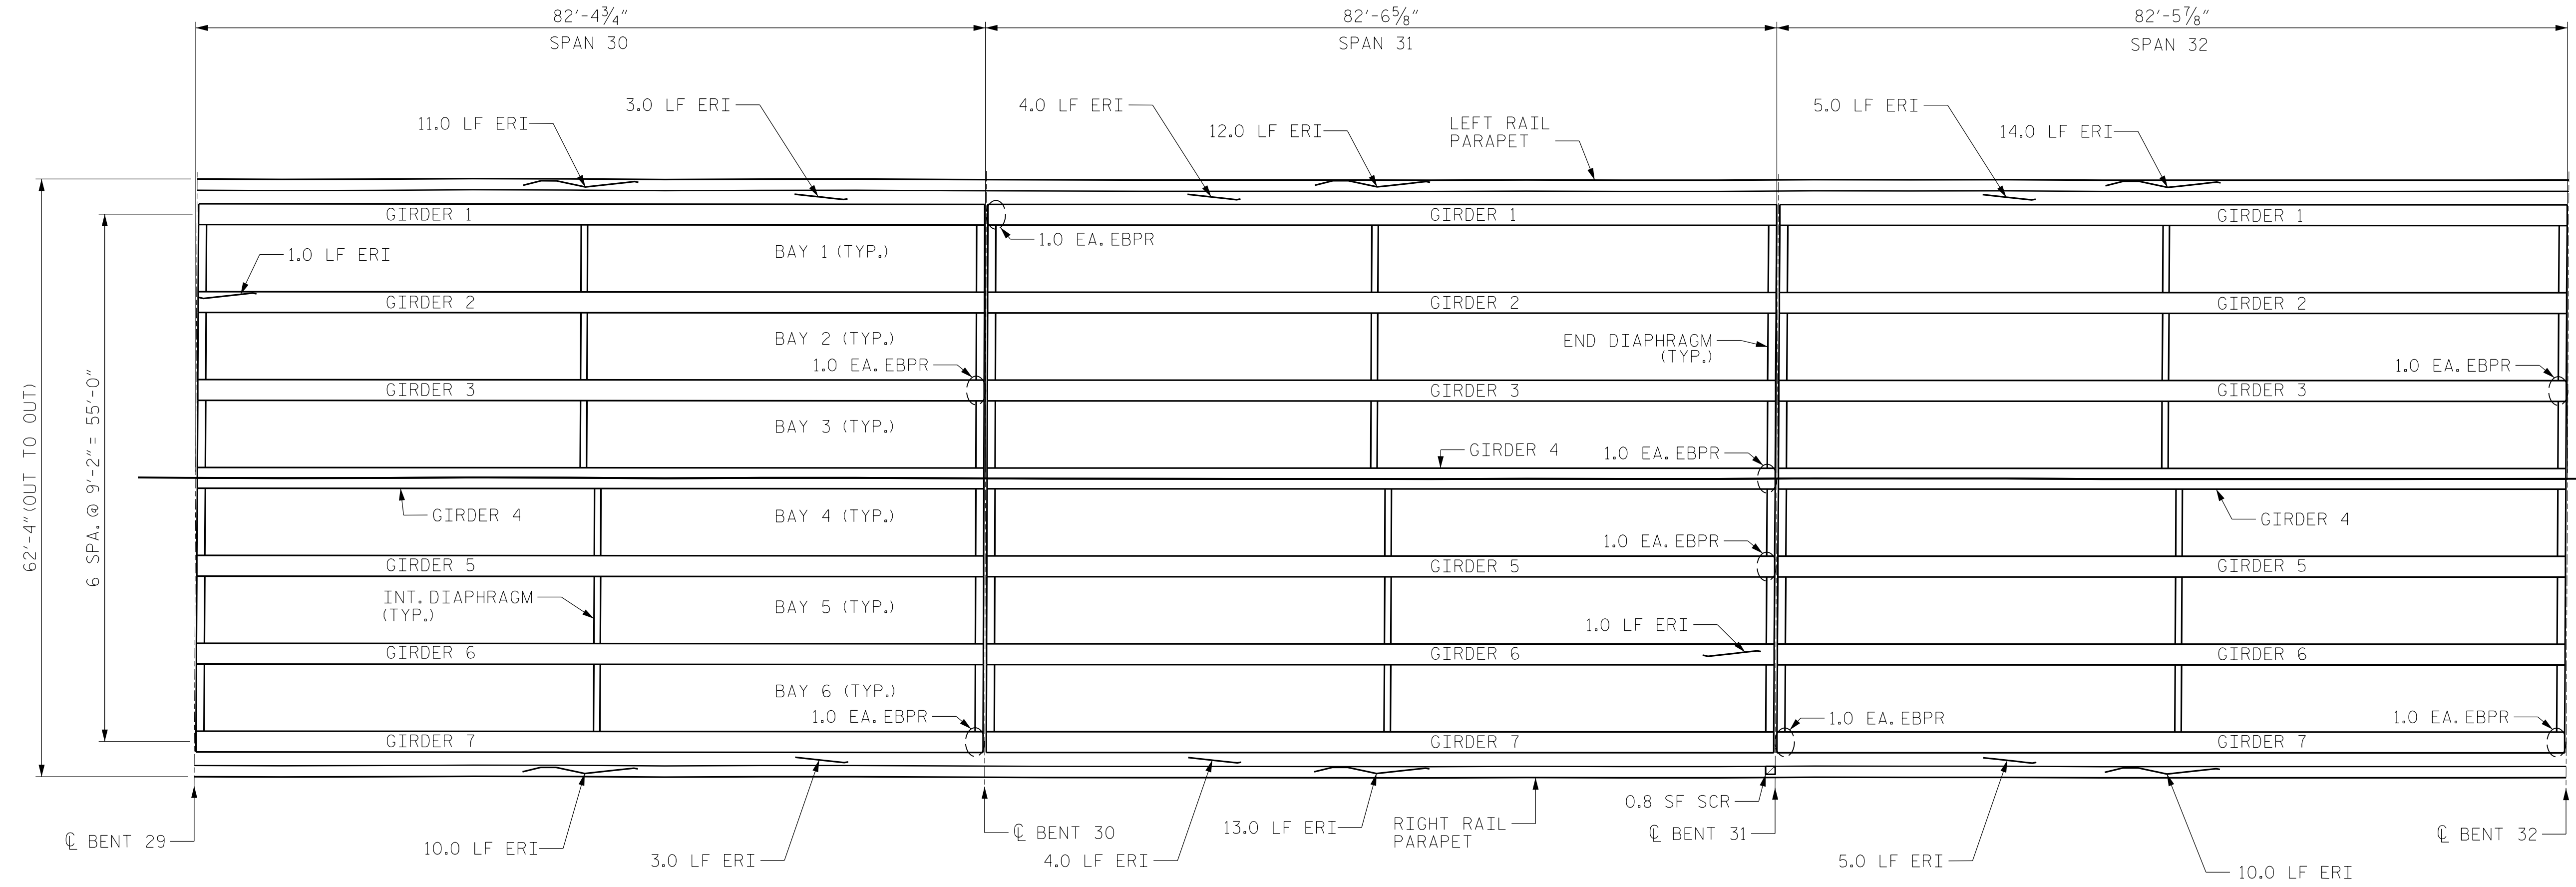 82'-4¾"
82'-6⅝"
82'-5⅞"
SPAN 30
SPAN 31
SPAN 32
11.0 LF ERI
3.0 LF ERI
4.0 LF ERI
12.0 LF ERI
LEFT RAIL
PARAPET
5.0 LF ERI
14.0 LF ERI
62'-4" (OUT TO OUT)
6 SPA. @ 9'-2" = 55'-0"
GIRDER 1
GIRDER 1
GIRDER 1
1.0 LF ERI
BAY 1 (TYP.)
1.0 EA. EBPR
GIRDER 2
GIRDER 2
GIRDER 2
BAY 2 (TYP.)
END DIAPHRAGM
(TYP.)
1.0 EA. EBPR
1.0 EA. EBPR
GIRDER 3
GIRDER 3
GIRDER 3
BAY 3 (TYP.)
GIRDER 4
1.0 EA. EBPR
GIRDER 4
BAY 4 (TYP.)
GIRDER 4
1.0 EA. EBPR
GIRDER 5
GIRDER 5
GIRDER 5
INT. DIAPHRAGM
(TYP.)
BAY 5 (TYP.)
1.0 LF ERI
GIRDER 6
GIRDER 6
GIRDER 6
BAY 6 (TYP.)
1.0 EA. EBPR
1.0 EA. EBPR
1.0 EA. EBPR
GIRDER 7
GIRDER 7
GIRDER 7
0.8 SF SCR
℄ BENT 29
10.0 LF ERI
3.0 LF ERI
℄ BENT 30
4.0 LF ERI
13.0 LF ERI
RIGHT RAIL
PARAPET
℄ BENT 31
5.0 LF ERI
10.0 LF ERI
℄ BENT 32